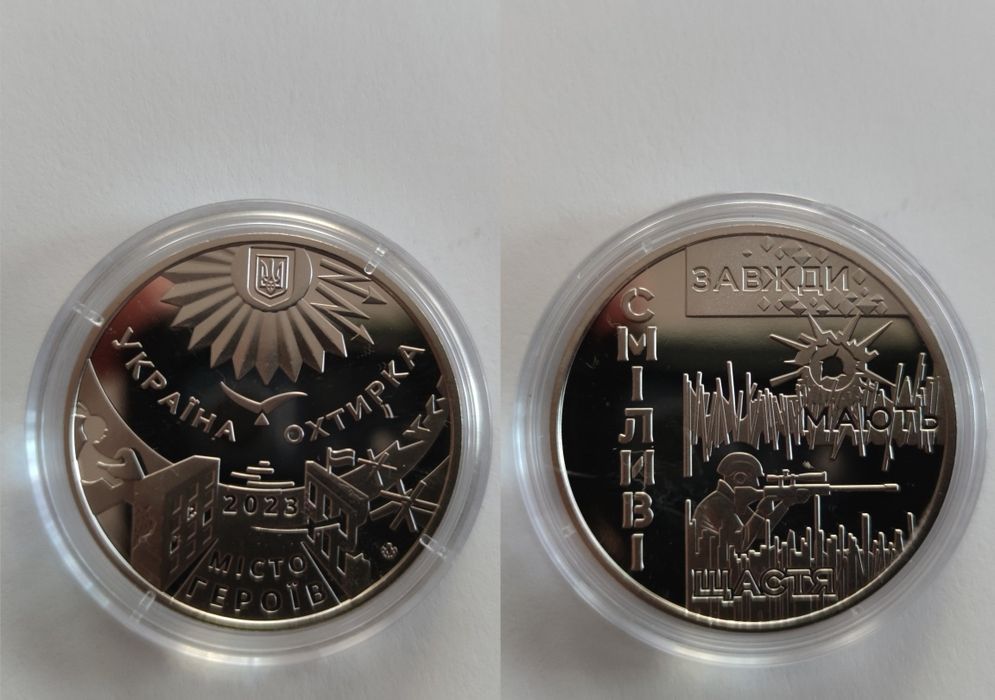 УКРАЇНА
ОХТИРКА
2023
МІСТО
ГЕРОЇВ
СМІЛИВІ
ЗАВЖДИ
МАЮТЬ
ЩАСТЯ